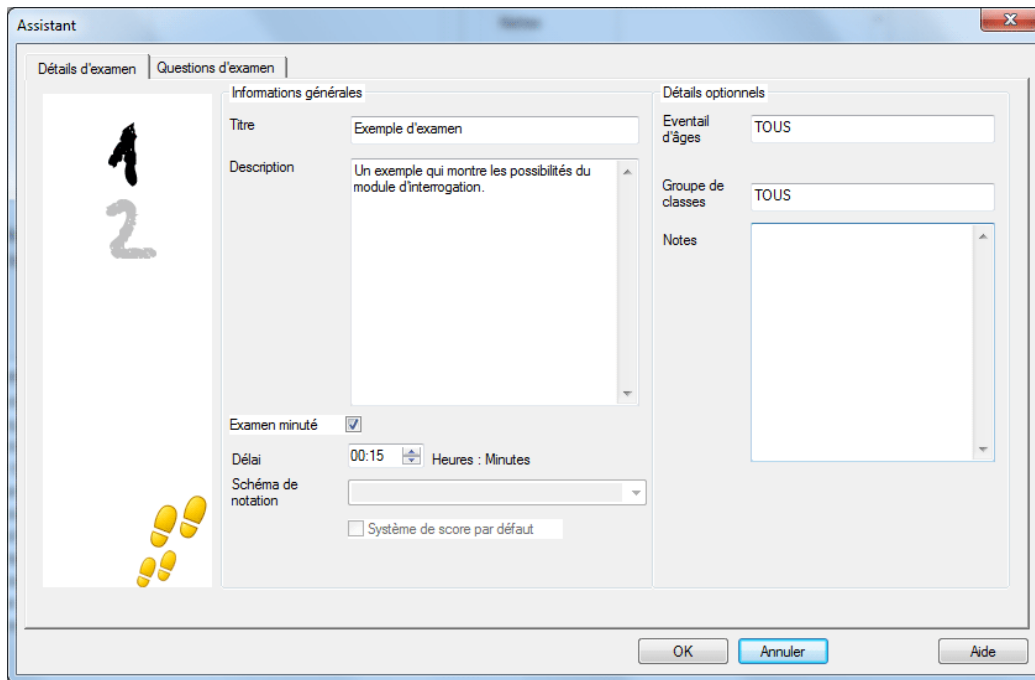 Assistant
Détails d'examen
Questions d'examen
1
2
Informations générales
Titre
Exemple d'examen
Description
Un exemple qui montre les possibilités du
module d'interrogation.
Examen minuté
Délai
00:15
Heures : Minutes
Schéma de
notation
Système de score par défaut
Détails optionnels
Eventail
d'âges
TOUS
Groupe de
classes
TOUS
Notes
OK
Annuler
Aide